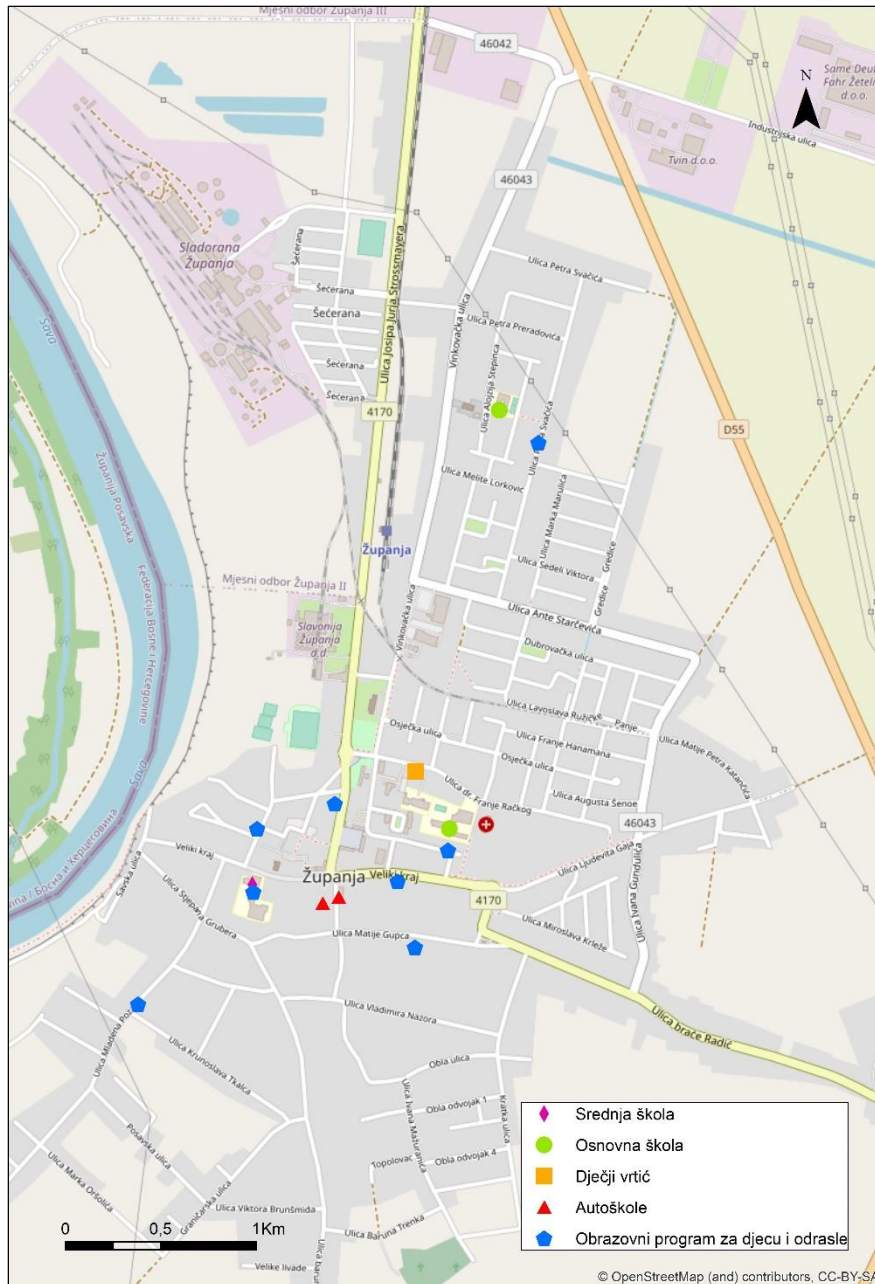 Mjesni odbor Županja III
46042
N
Same Deutz
Fahr Žetelice
d.o.o.
Industrijska ulica
Tvin d.o.o.
46043
Sladorana
Županja
Sava
Šećerana
Ulica Josipa Jurja Strossmayera
Ulica Petra Svačića
Šećerana
Šećerana
Vinkovačka ulica
Ulica Petra Preradovića
Šećerana
Šećerana
Ulica Alojzija Stepinca
4170
D55
Županija Posavska
Federacija Bosne i Hercegovine
Ulica Melite Lorković
Ulica Marka Marulića
Županja
Ulica Sedeli Viktora
Gredice
Mjesni odbor Županja II
Vinkovačka ulica
Gredice
Ulica Ante Starčevića
Slavonija
Županja
d.d.
Dubrovačka ulica
Ulica Lavoslava Ružičke
Panje
Osječka ulica
Ulica Franje Hanamana
Ulica Matije Petra Katančića
Osječka ulica
Sava
Ulica dr. Franje Račkog
Ulica Augusta Šenoe
46043
Veliki kraj
Ulica Ljudevita Gaja
Savska ulica
Županja
Veliki kraj
4170
Ulica Ivana Gundulića
Ulica Stjepana Grubera
Ulica Miroslava Krleže
Ulica Matije Gupca
Ulica Vladimira Nazora
Ulica braće Radić
Ulica Mladena
Ulica Krunoslava Tkalca
Obla ulica
Ulica Ivana Mažuranića
Kratka ulica
Obla odvojak 1
Posavska ulica
Topolovac
Obla odvojak 4
Ulica Marka Oršolića
Graničarska ulica
Ulica Viktora Brunšmida
Ulica Baruna Trenka
Velike livade
Srednja škola
Osnovna škola
Dječji vrtić
Autoškole
Obrazovni program za djecu i odrasle
0 0,5 1Km
© OpenStreetMap (and) contributors, CC-BY-SA